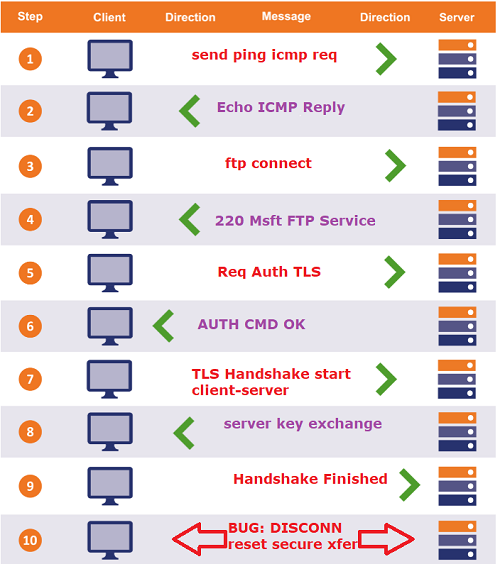 Step Client Direction Message Direction Server
1 send ping icmp req
2 Echo ICMP Reply
3 ftp connect
4 220 Msft FTP Service
5 Req Auth TLS
6 AUTH CMD OK
7 TLS Handshake start
client-server
8 server key exchange
9 Handshake Finished
10 BUG: DISCONN
reset secure xfer